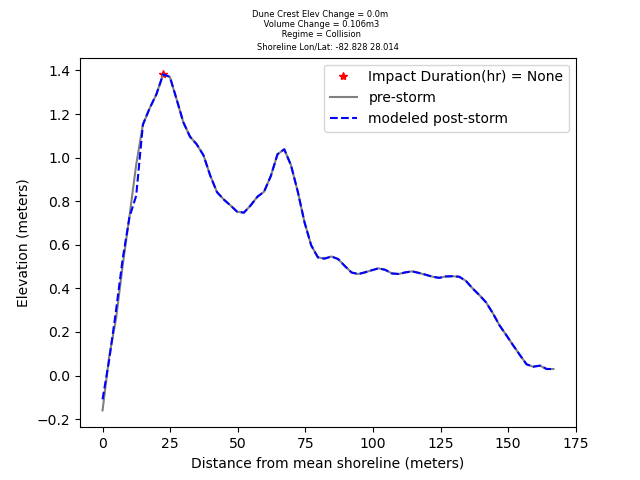 Dune Crest Elev Change = 0.0m
Volume Change = 0.106m3
Regime = Collision
Shoreline Lon/Lat: -82.828 28.014
Impact Duration(hr) = None
pre-storm
modeled post-storm
Elevation (meters)
1.4
1.2
1.0
0.8
0.6
0.4
0.2
0.0
−0.2
0 25 50 75 100 125 150 175
Distance from mean shoreline (meters)